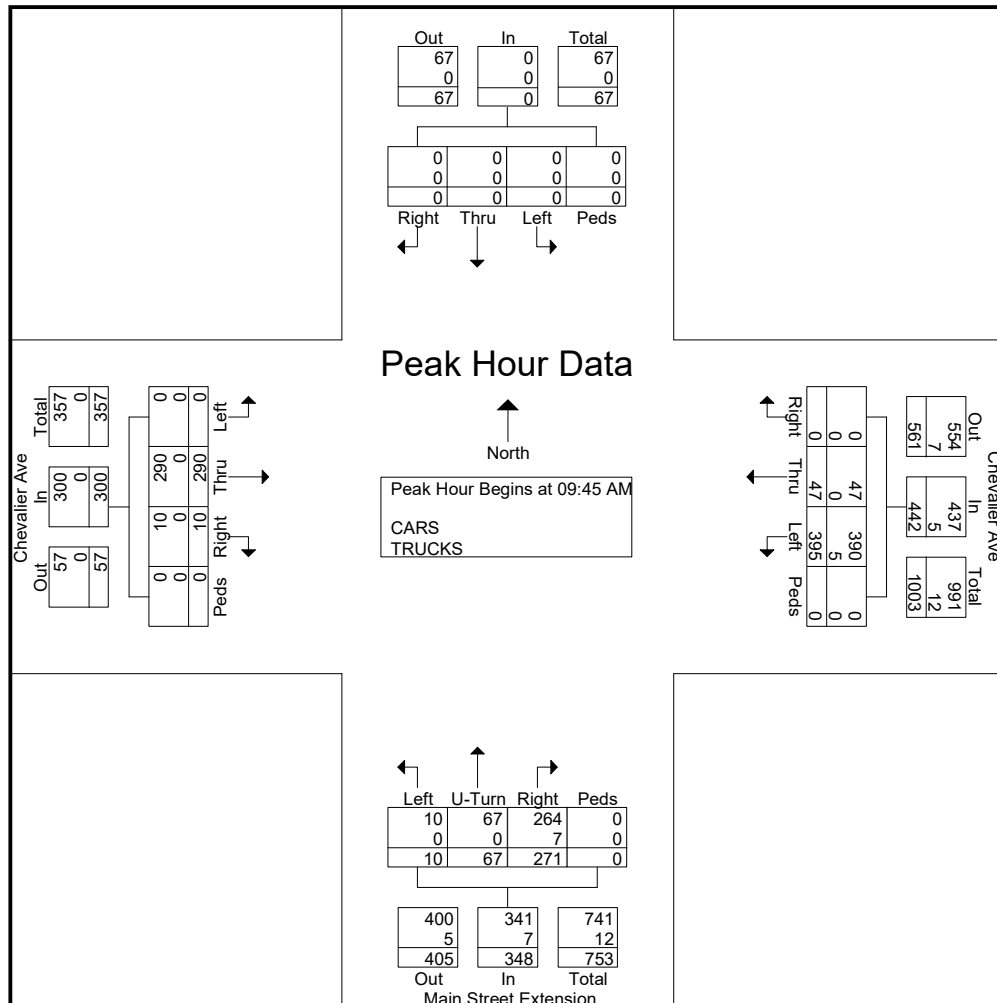 Out In Total
67 0 67
0 0 0
67 0 67
0 0 0 0
0 0 0 0
0 0 0 0
Right Thru Left Peds
Peak Hour Data
North
Peak Hour Begins at 09:45 AM
CARS
TRUCKS
Chevalier Ave
Total In Out
357 300 57
0 0 0
357 300 57
0 290 10 0
0 0 0 0
0 290 10 0
Left Thru Right Peds
Chevalier Ave
Out In Total
554 437 991
7 5 12
561 442 1003
0 47 390 0
0 0 5 0
0 47 395 0
Right Thru Left Peds
Left U-Turn Right Peds
10 67 264 0
0 0 7 0
10 67 271 0
400 341 741
5 7 12
405 348 753
Out In Total
Main Street Extension